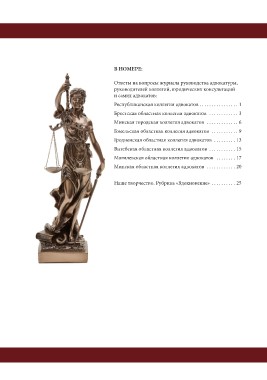 В НОМЕРЕ:
Ответы на вопросы журнала руководства адвокатуры,
руководителей коллегий, юридических консультаций
и самих адвокатов:
Республиканская коллегия адвокатов . . . . . . . . . . . . . . . 1
Брестская областная коллегия адвокатов . . . . . . . . . . . 3
Минская городская коллегия адвокатов . . . . . . . . . . . . 6
Гомельская областная коллегия адвокатов . . . . . . . . . . 9
Гродненская областная коллегия адвокатов . . . . . . . . . 13
Витебская областная коллегия адвокатов . . . . . . . . . . 15
Могилевская областная коллегия адвокатов . . . . . . . . 17
Минская областная коллегия адвокатов . . . . . . . . . . . 20
Наше творчество. Рубрика . . . . . . . . . . 25